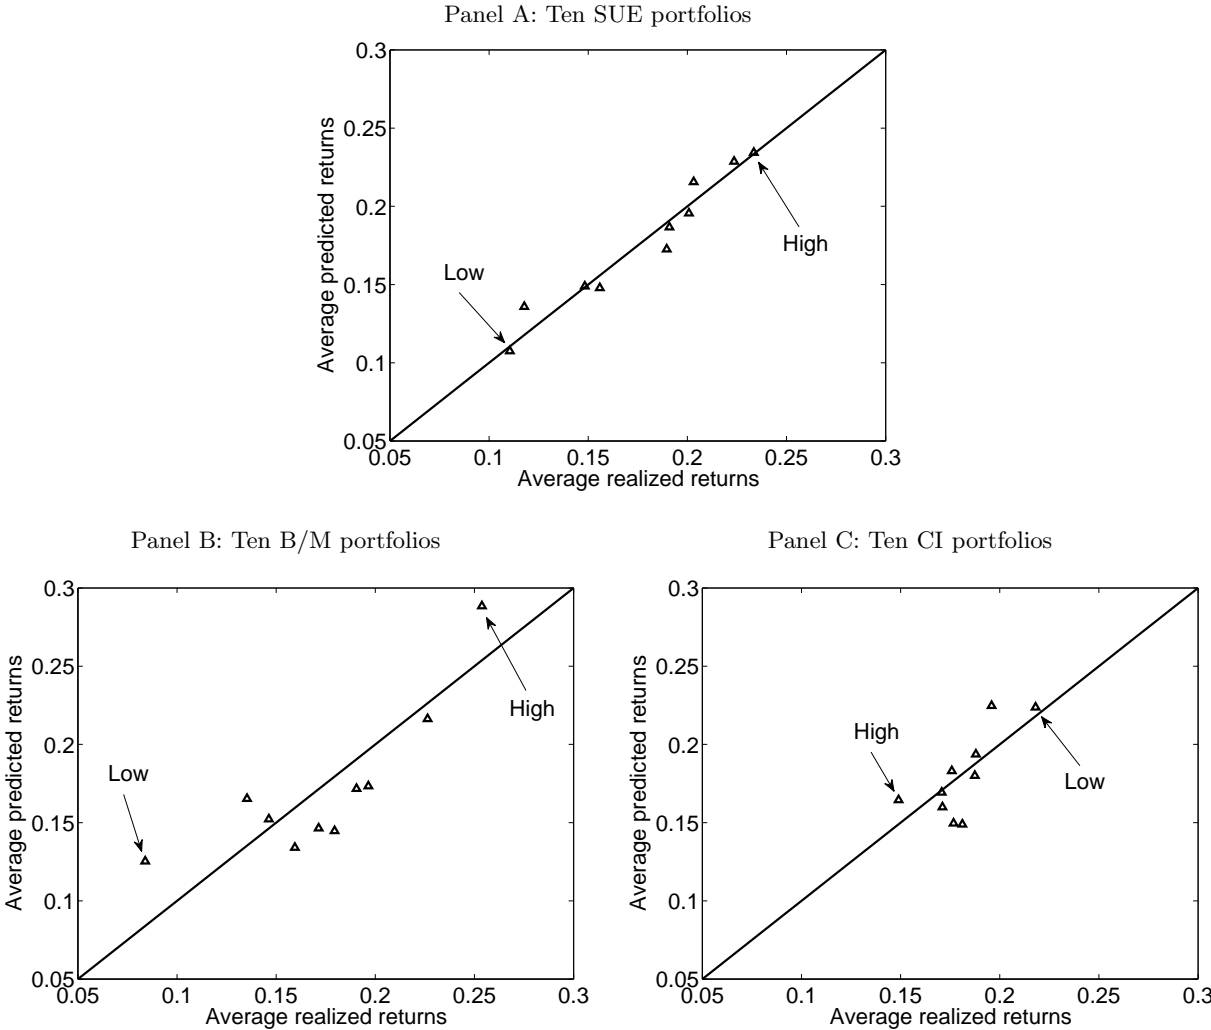 Panel A: Ten SUE portfolios
0.3
0.25
0.2
0.15
0.1
0.05
Average predicted returns
Low
High
0.05 0.1 0.15 0.2 0.25 0.3
Average realized returns
Panel B: Ten B/M portfolios
0.3
0.25
0.2
0.15
0.1
0.05
Average predicted returns
Low
High
0.05 0.1 0.15 0.2 0.25 0.3
Average realized returns
Panel C: Ten CI portfolios
0.3
0.25
0.2
0.15
0.1
0.05
Average predicted returns
High
Low
0.05 0.1 0.15 0.2 0.25 0.3
Average realized returns